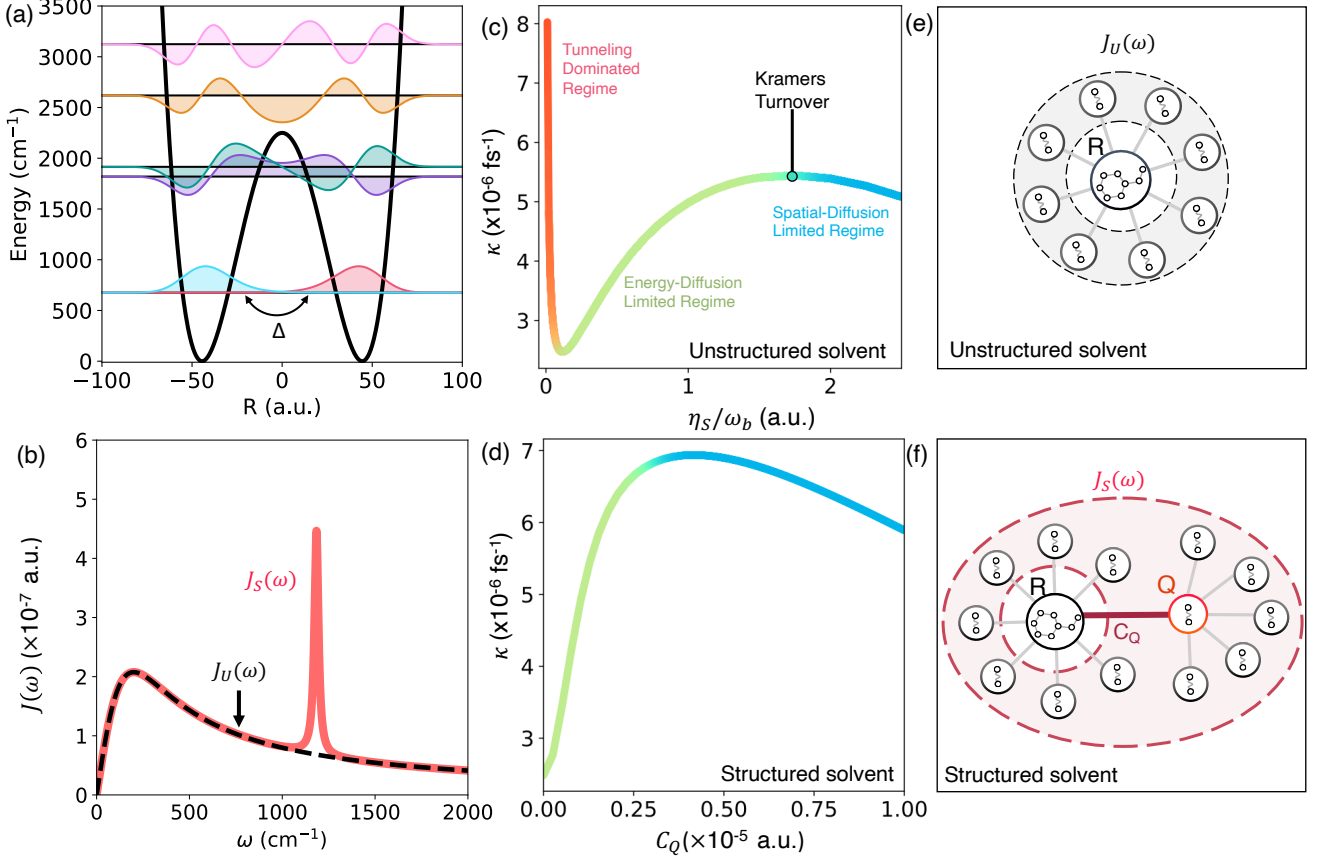 (a)
3500
3000
2500
2000
1500
1000
500
0
Energy (cm⁻¹)
Δ
−100
−50
0
50
100
R (a.u.)
(b)
6
5
4
3
2
1
0
J(ω) (×10⁻⁷ a.u.)
J_S(ω)
J_U(ω)
0
500
1000
1500
2000
ω (cm⁻¹)
(c)
8
7
6
5
4
3
κ (x10⁻⁶ fs⁻¹)
Tunneling
Dominated
Regime
Kramers
Turnover
Spatial-Diffusion
Limited Regime
Energy-Diffusion
Limited Regime
Unstructured solvent
0
1
2
η_S/ω_b (a.u.)
(d)
7
6
5
4
3
κ (x10⁻⁶ fs⁻¹)
Structured solvent
0.00
0.25
0.50
0.75
1.00
C_Q(×10⁻⁵ a.u.)
(e)
J_U(ω)
R
Unstructured solvent
(f)
J_S(ω)
R
Q
C_Q
Structured solvent